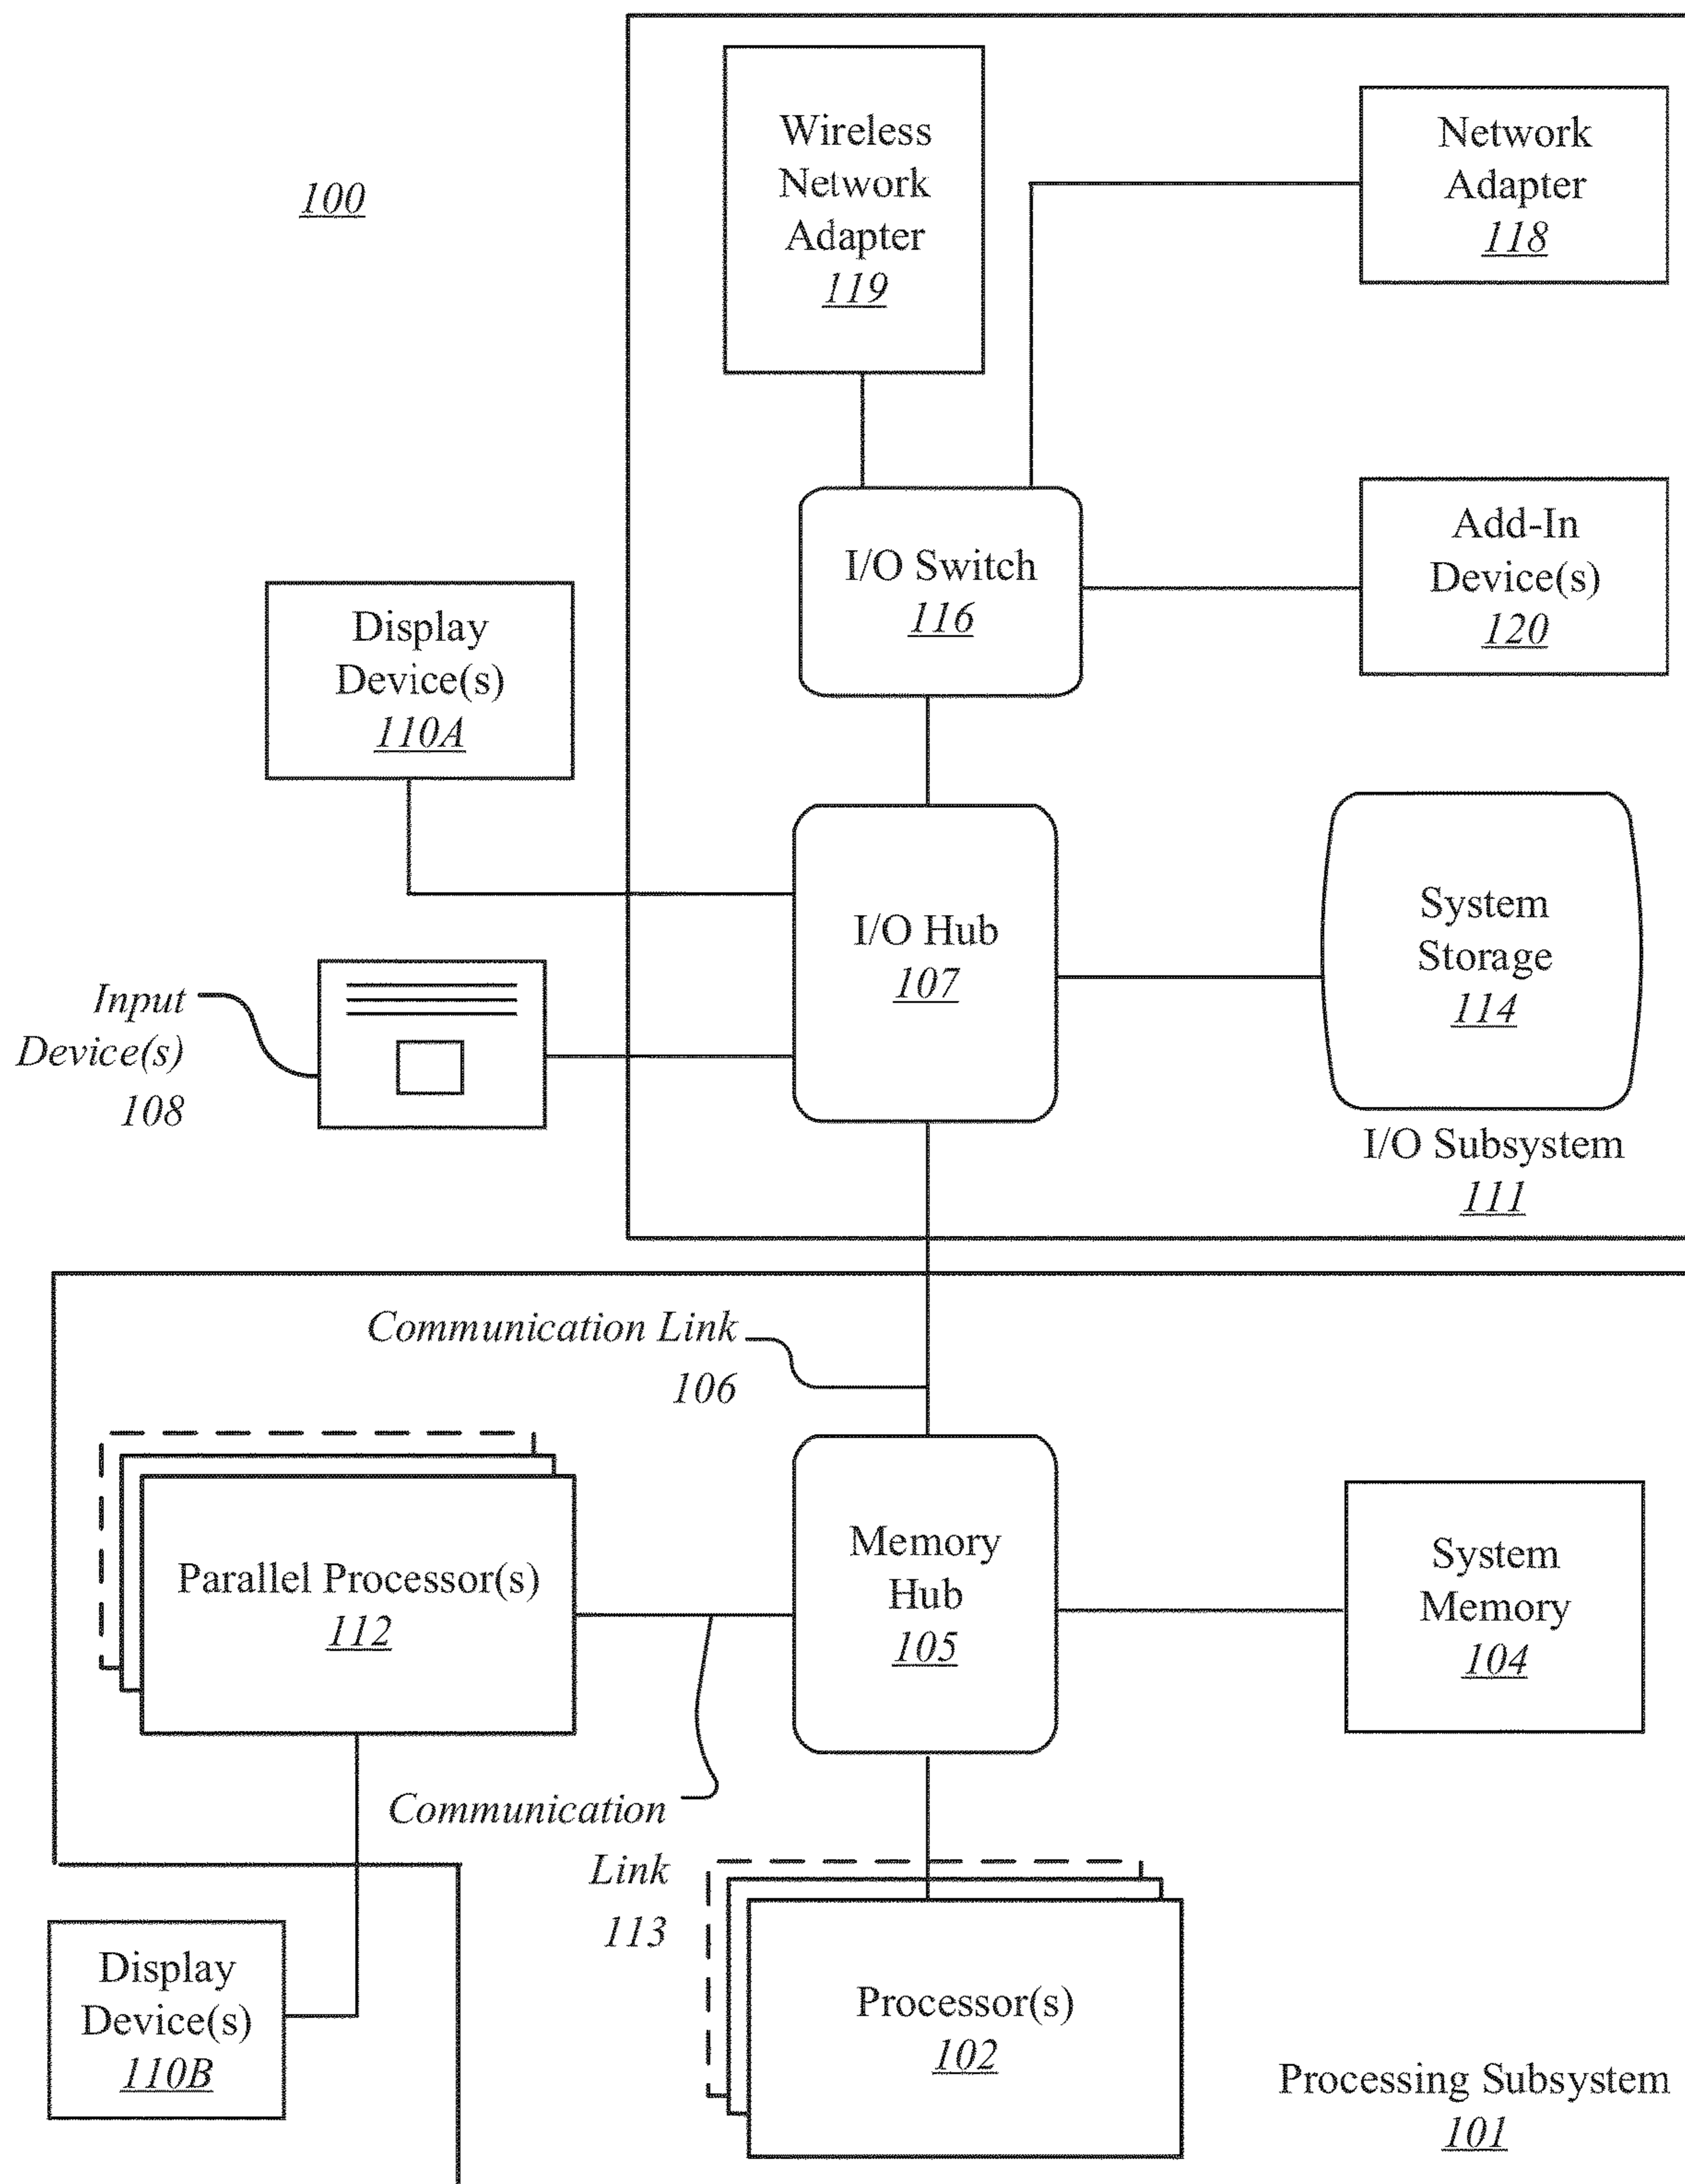 100
Wireless
Network
Adapter
119
Network
Adapter
118
I/O Switch
116
Add-In
Device(s)
120
Display
Device(s)
110A
I/O Hub
107
System
Storage
114
Input
Device(s)
108
I/O Subsystem
111
Communication Link
106
Parallel Processor(s)
112
Memory
Hub
105
System
Memory
104
Communication
Link
113
Display
Device(s)
110B
Processor(s)
102
Processing Subsystem
101